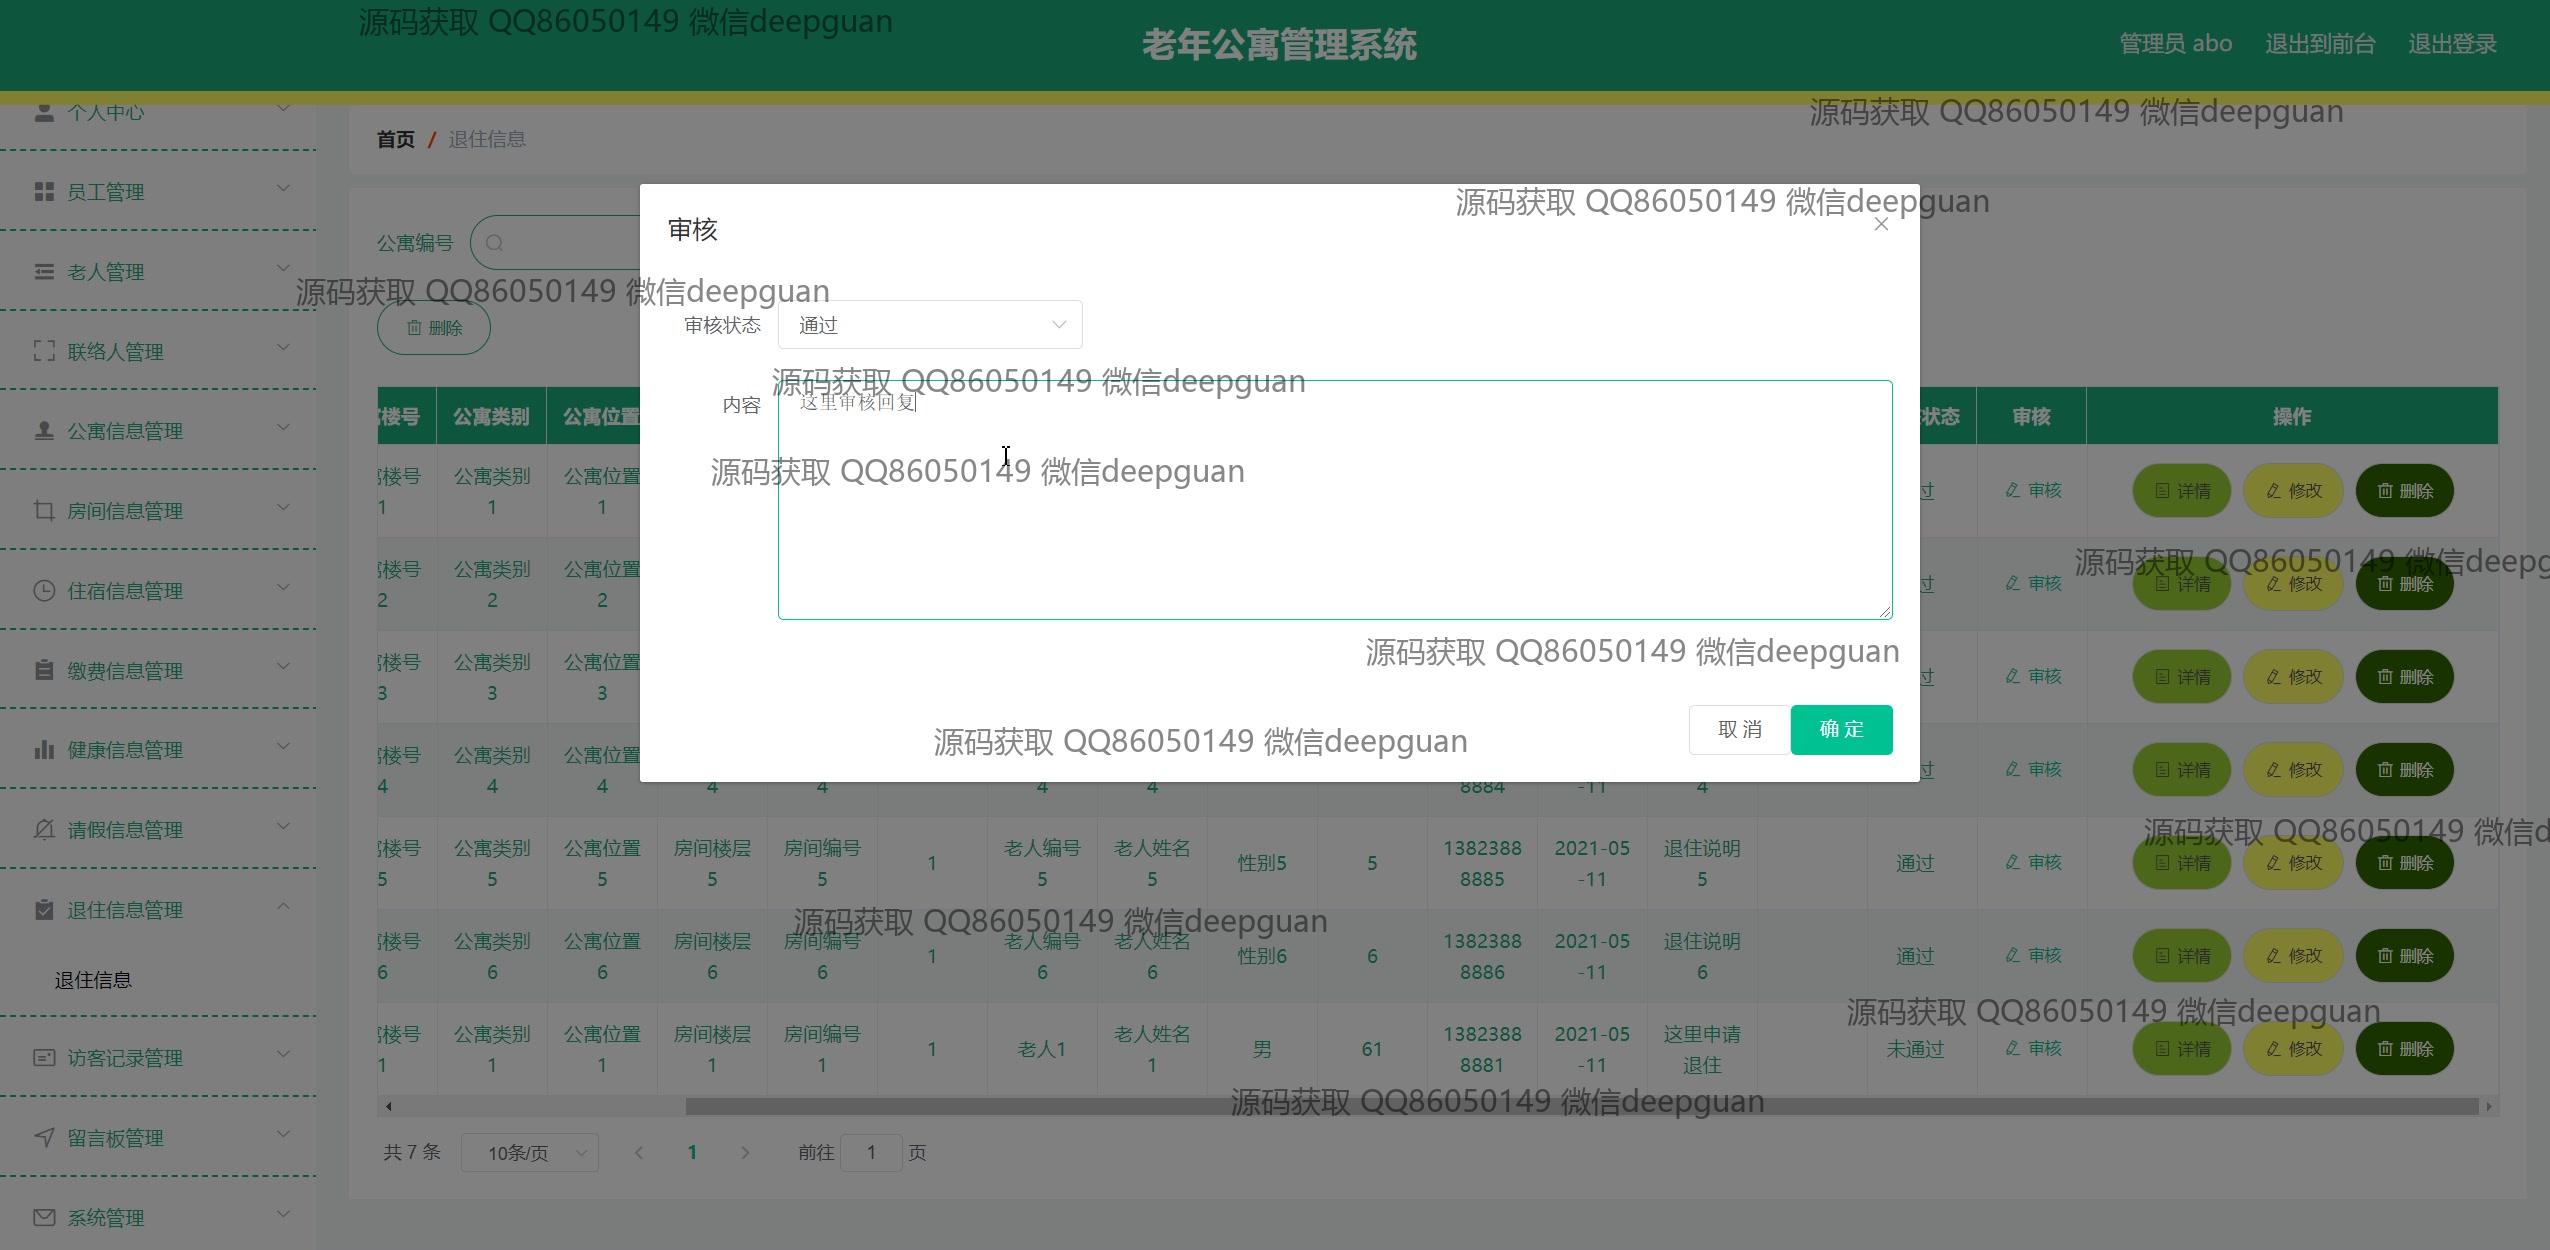 源码获取 QQ86050149 微信deepguan
老年公寓管理系统
管理员 abo 退出到前台 退出登录
源码获取 QQ86050149 微信deepguan
个人中心
首页 / 退住信息
员工管理
审核
源码获取 QQ86050149 微信deepguan
公寓编号
老人管理
源码获取 QQ86050149 微信deepguan
删除
审核状态 通过
联络人管理
源码获取 QQ86050149 微信deepguan
内容 这里审核回复
楼号 公寓类别 公寓位置 状态 审核 操作
公寓信息管理
源码获取 QQ86050149 微信deepguan
楼号 公寓类别 公寓位置 过 审核 详情 修改 删除
1 1 1
房间信息管理
源码获取 QQ86050149 微信deepg
楼号 公寓类别 公寓位置 过 审核 详情 修改 删除
2 2 2
住宿信息管理
源码获取 QQ86050149 微信deepguan
楼号 公寓类别 公寓位置 过 审核 详情 修改 删除
3 3 3
缴费信息管理
取消 确定
源码获取 QQ86050149 微信deepguan
健康信息管理
楼号 公寓类别 公寓位置 过 审核 详情 修改 删除
4 4 4 4 4 4 4 8884 -11 4
请假信息管理
源码获取 QQ86050149 微信d
楼号 公寓类别 公寓位置 房间楼层 房间编号 1 老人编号 老人姓名 性别5 5 1382388 2021-05 退住说明 通过 审核 详情 修改 删除
5 5 5 5 5 5 5 8885 -11 5
退住信息管理
源码获取 QQ86050149 微信deepguan
楼号 公寓类别 公寓位置 房间楼层 房间编号 1 老人编号 老人姓名 性别6 6 1382388 2021-05 退住说明 通过 审核 详情 修改 删除
6 6 6 6 6 6 6 8886 -11 6
退住信息
源码获取 QQ86050149 微信deepguan
楼号 公寓类别 公寓位置 房间楼层 房间编号 1 老人1 老人姓名 男 61 1382388 2021-05 这里申请 未通过 审核 详情 修改 删除
1 1 1 1 1 1 8881 -11 退住
访客记录管理
源码获取 QQ86050149 微信deepguan
留言板管理
共 7 条 10条/页 1 前往 1 页
系统管理